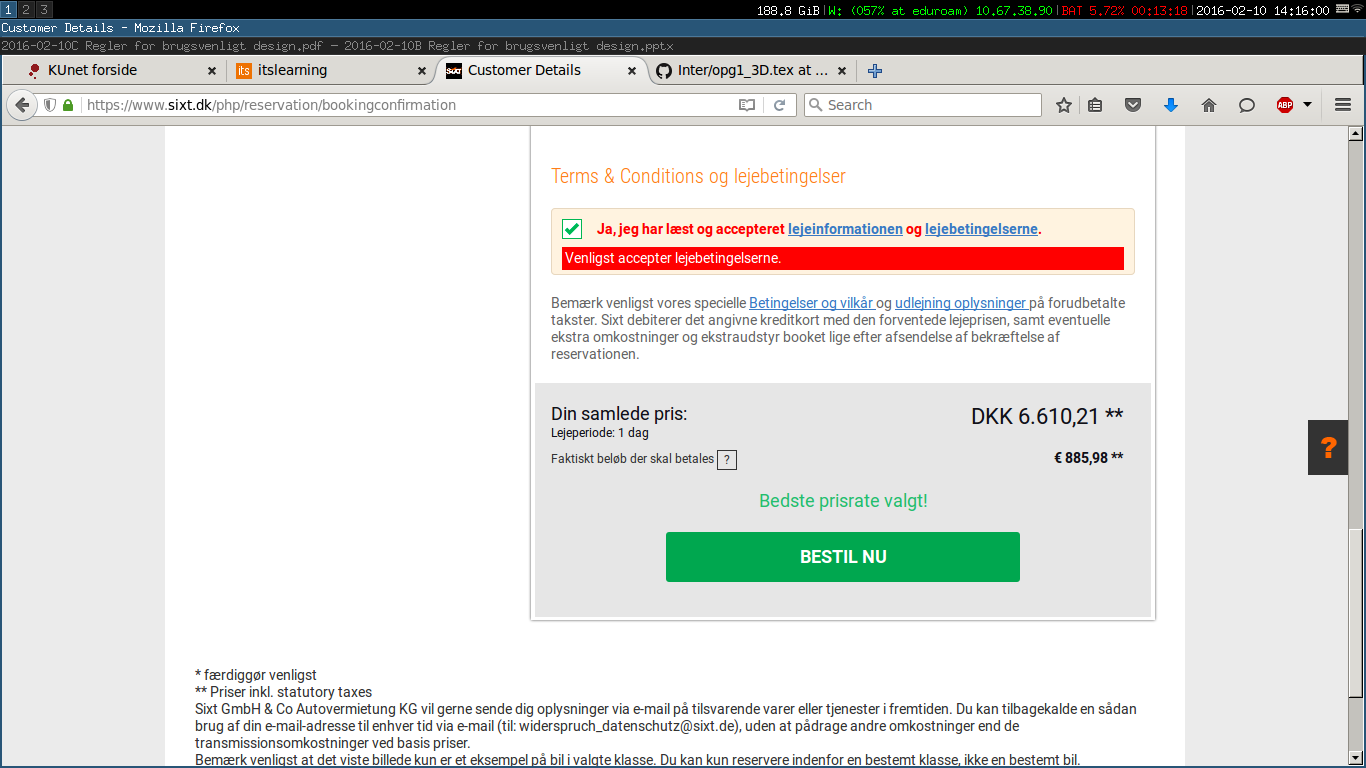 1 2 3 188.8 GiB|W: (057% at eduroam) 10.67.38.90|BAT 5.72% 00:13:18|2016-02-10 14:16:00
Customer Details - Mozilla Firefox
2016-02-10C Regler for brugsvenligt design.pdf — 2016-02-10B Regler for brugsvenligt design.pptx
KUnet forside its itslearning Sixt Customer Details Inter/opg1_3D.tex at ...
https://www.sixt.dk/php/reservation/bookingconfirmation Search ABP
Terms & Conditions og lejebetingelser
Ja, jeg har læst og accepteret lejeinformationen og lejebetingelserne.
Venligst accepter lejebetingelserne.
Bemærk venligst vores specielle Betingelser og vilkår og udlejning oplysninger på forudbetalte
takster. Sixt debiterer det angivne kreditkort med den forventede lejeprisen, samt eventuelle
ekstra omkostninger og ekstraudstyr booket lige efter afsendelse af bekræftelse af
reservationen.
Din samlede pris: DKK 6.610,21 **
Lejeperiode: 1 dag
Faktiskt beløb der skal betales ? € 885,98 **
?
Bedste prisrate valgt!
BESTIL NU
* færdiggør venligst
** Priser inkl. statutory taxes
Sixt GmbH & Co Autovermietung KG vil gerne sende dig oplysninger via e-mail på tilsvarende varer eller tjenester i fremtiden. Du kan tilbagekalde en sådan
brug af din e-mail-adresse til enhver tid via e-mail (til: widerspruch_datenschutz@sixt.de), uden at pådrage andre omkostninger end de
transmissionsomkostninger ved basis priser.
Bemærk venligst at det viste billede kun er et eksempel på bil i valgte klasse. Du kan kun reservere indenfor en bestemt klasse, ikke en bestemt bil.